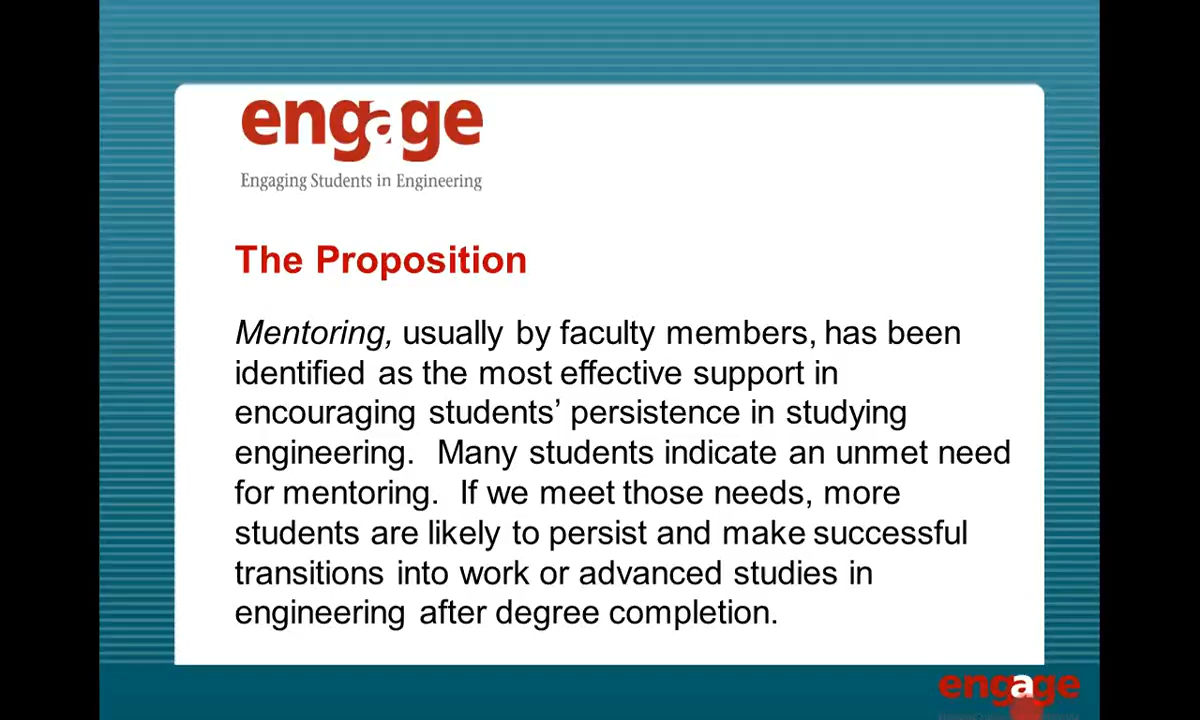 engage
Engaging Students in Engineering
The Proposition
Mentoring, usually by faculty members, has been
identified as the most effective support in
encouraging students’ persistence in studying
engineering.  Many students indicate an unmet need
for mentoring.  If we meet those needs, more
students are likely to persist and make successful
transitions into work or advanced studies in
engineering after degree completion.
engage